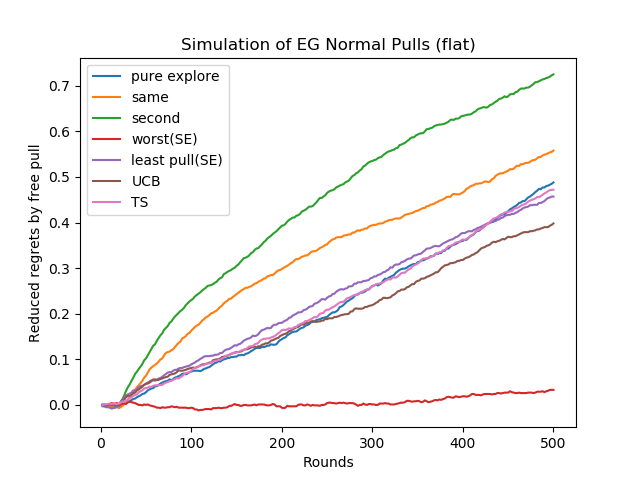 Simulation of EG Normal Pulls (flat)
Reduced regrets by free pull
0.7
0.6
0.5
0.4
0.3
0.2
0.1
0.0
pure explore
same
second
worst(SE)
least pull(SE)
UCB
TS
0 100 200 300 400 500
Rounds